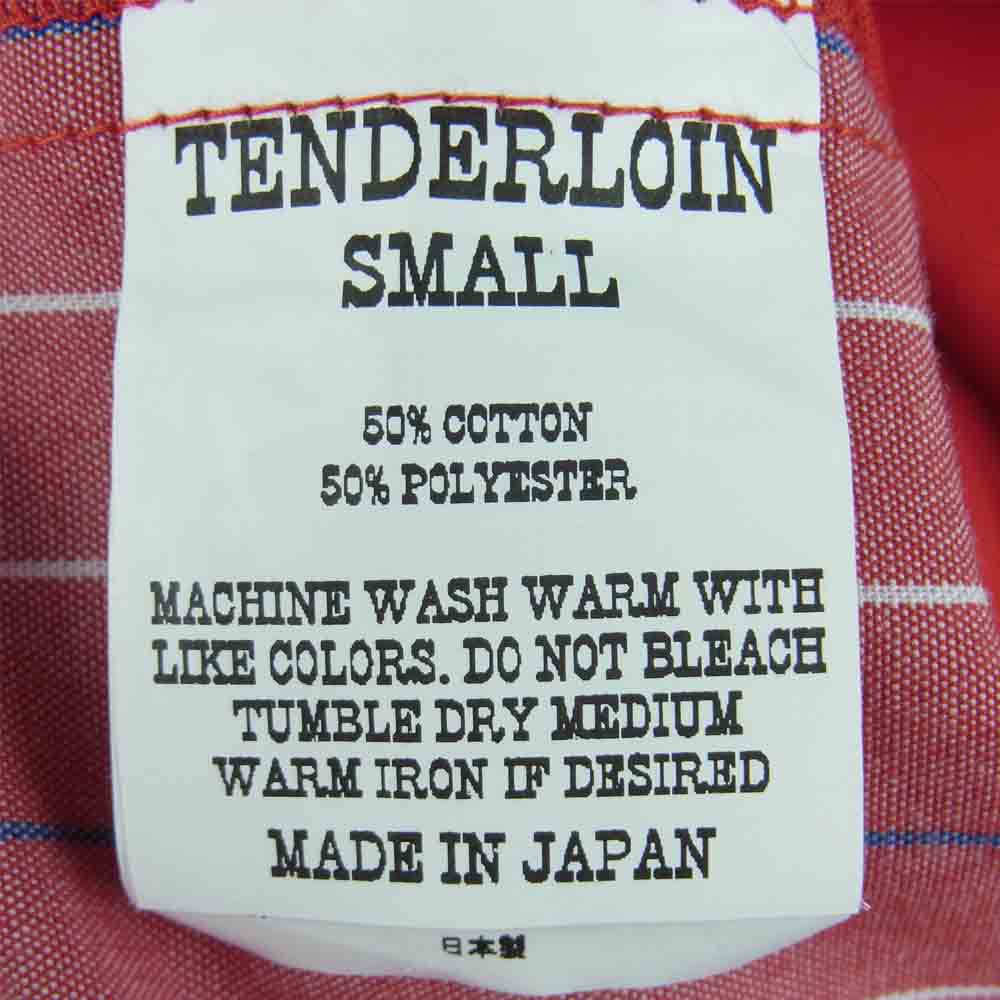 TENDERLOIN
SMALL
50% COTTON
50% POLYESTER
MACHINE WASH WARM WITH
LIKE COLORS. DO NOT BLEACH
TUMBLE DRY MEDIUM
WARM IRON IF DESIRED
MADE IN JAPAN
日本製